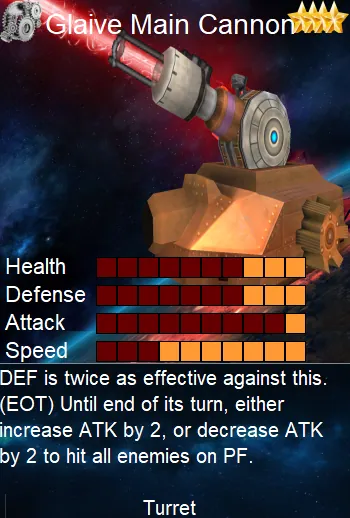 Glaive Main Cannon
Health
Defense
Attack
Speed
DEF is twice as effective against this.
(EOT) Until end of its turn, either
increase ATK by 2, or decrease ATK
by 2 to hit all enemies on PF.
Turret